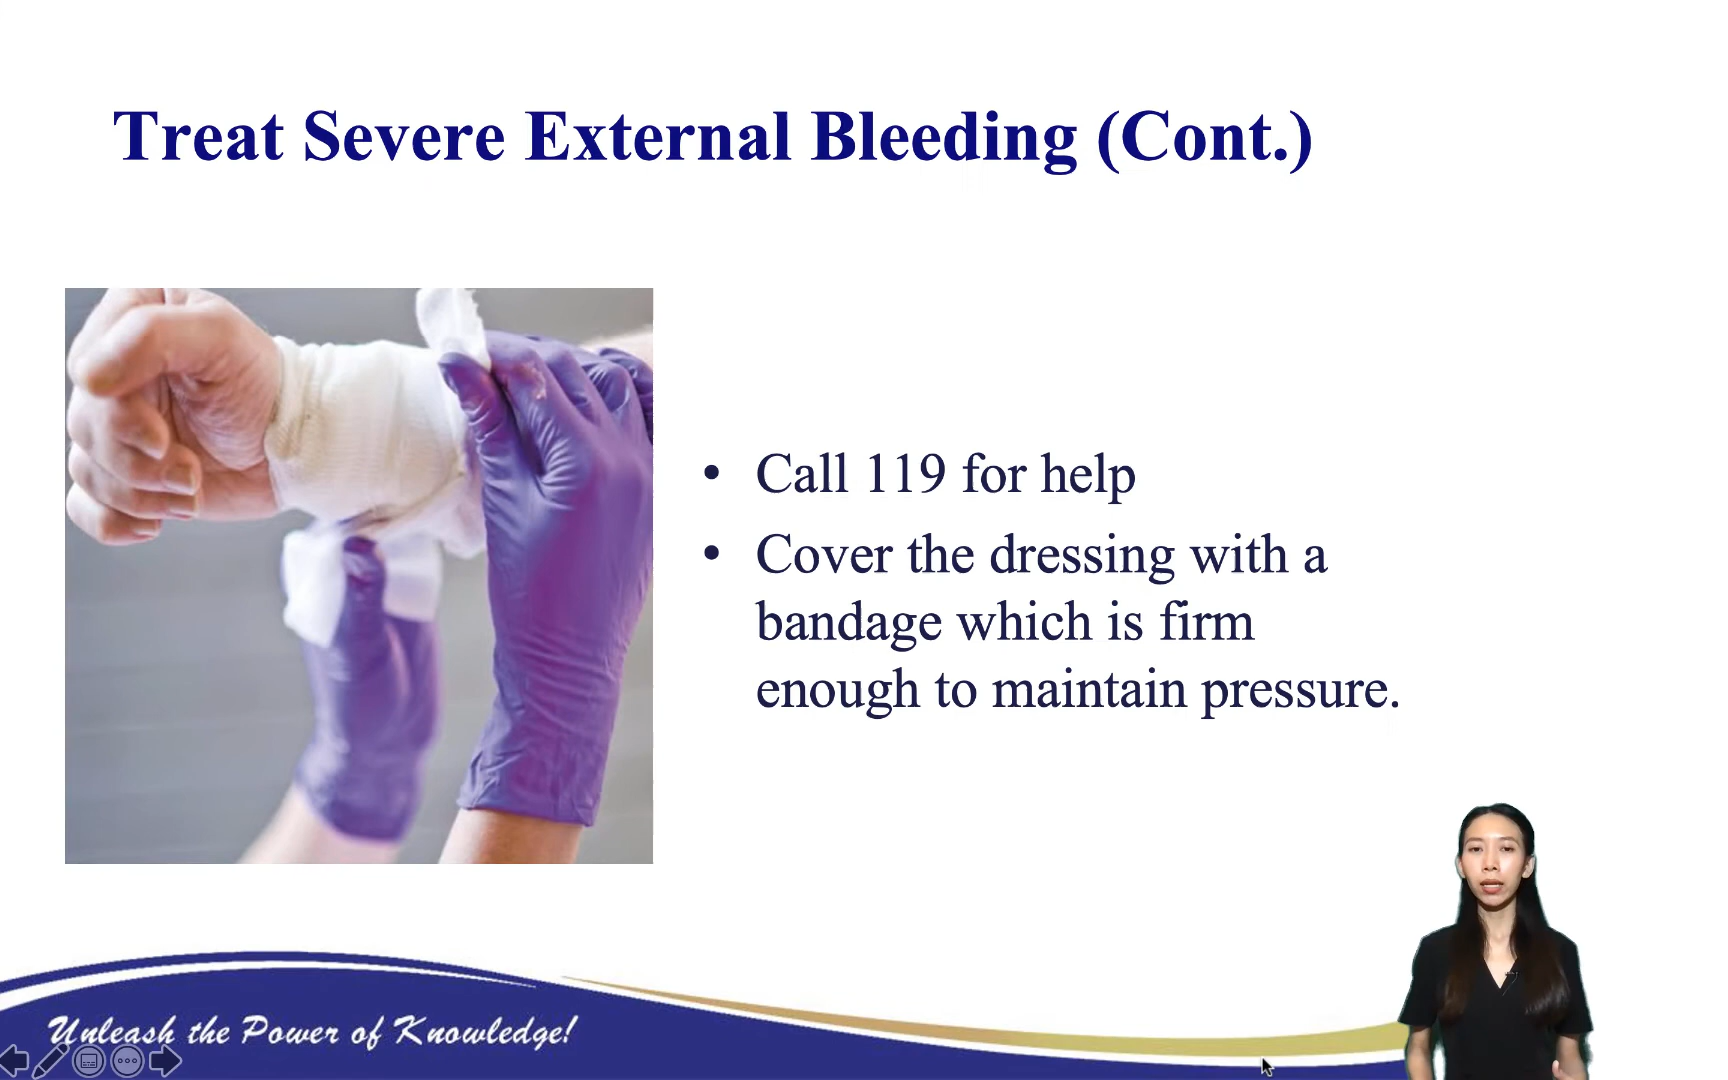 Treat Severe External Bleeding (Cont.)
• Call 119 for help
• Cover the dressing with a
bandage which is firm
enough to maintain pressure.
Unleash the Power of Knowledge!